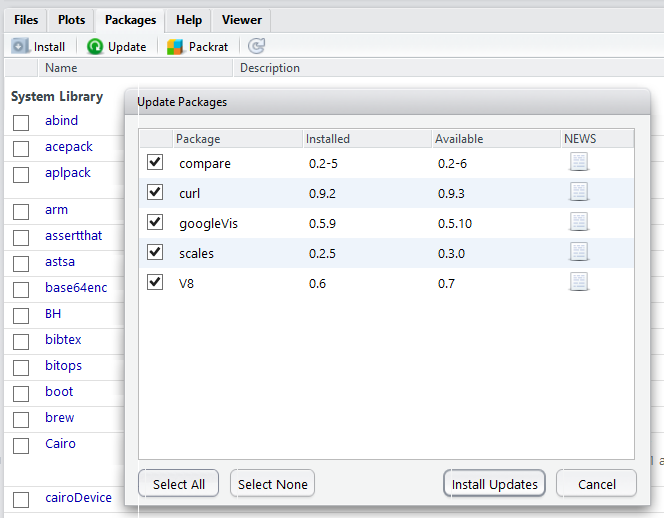 Files Plots Packages Help Viewer
Install Update Packrat
Name Description
System Library
abind
acepack
aplpack
arm
assertthat
astsa
base64enc
BH
bibtex
bitops
boot
brew
Cairo
cairoDevice
Update Packages
Package Installed Available NEWS
compare 0.2-5 0.2-6
curl 0.9.2 0.9.3
googleVis 0.5.9 0.5.10
scales 0.2.5 0.3.0
V8 0.6 0.7
1 a
Select All Select None Install Updates Cancel